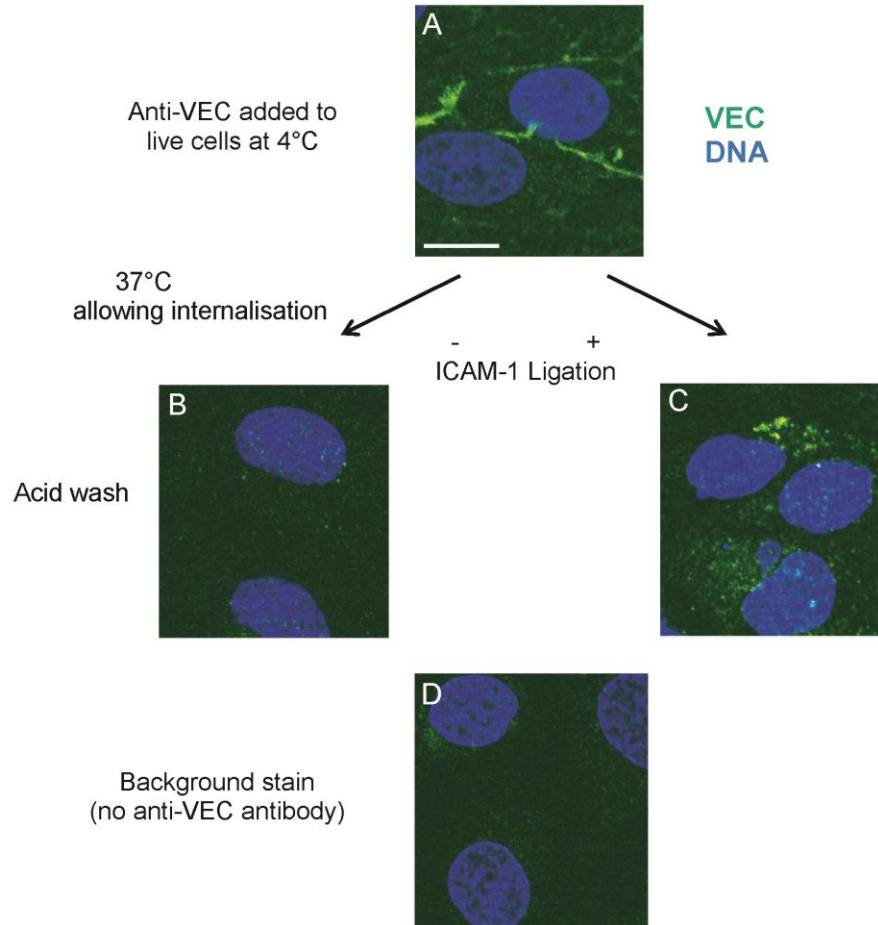 A
Anti-VEC added to
live cells at 4°C
VEC
DNA
37°C
allowing internalisation
- +
ICAM-1 Ligation
B
C
Acid wash
D
Background stain
(no anti-VEC antibody)